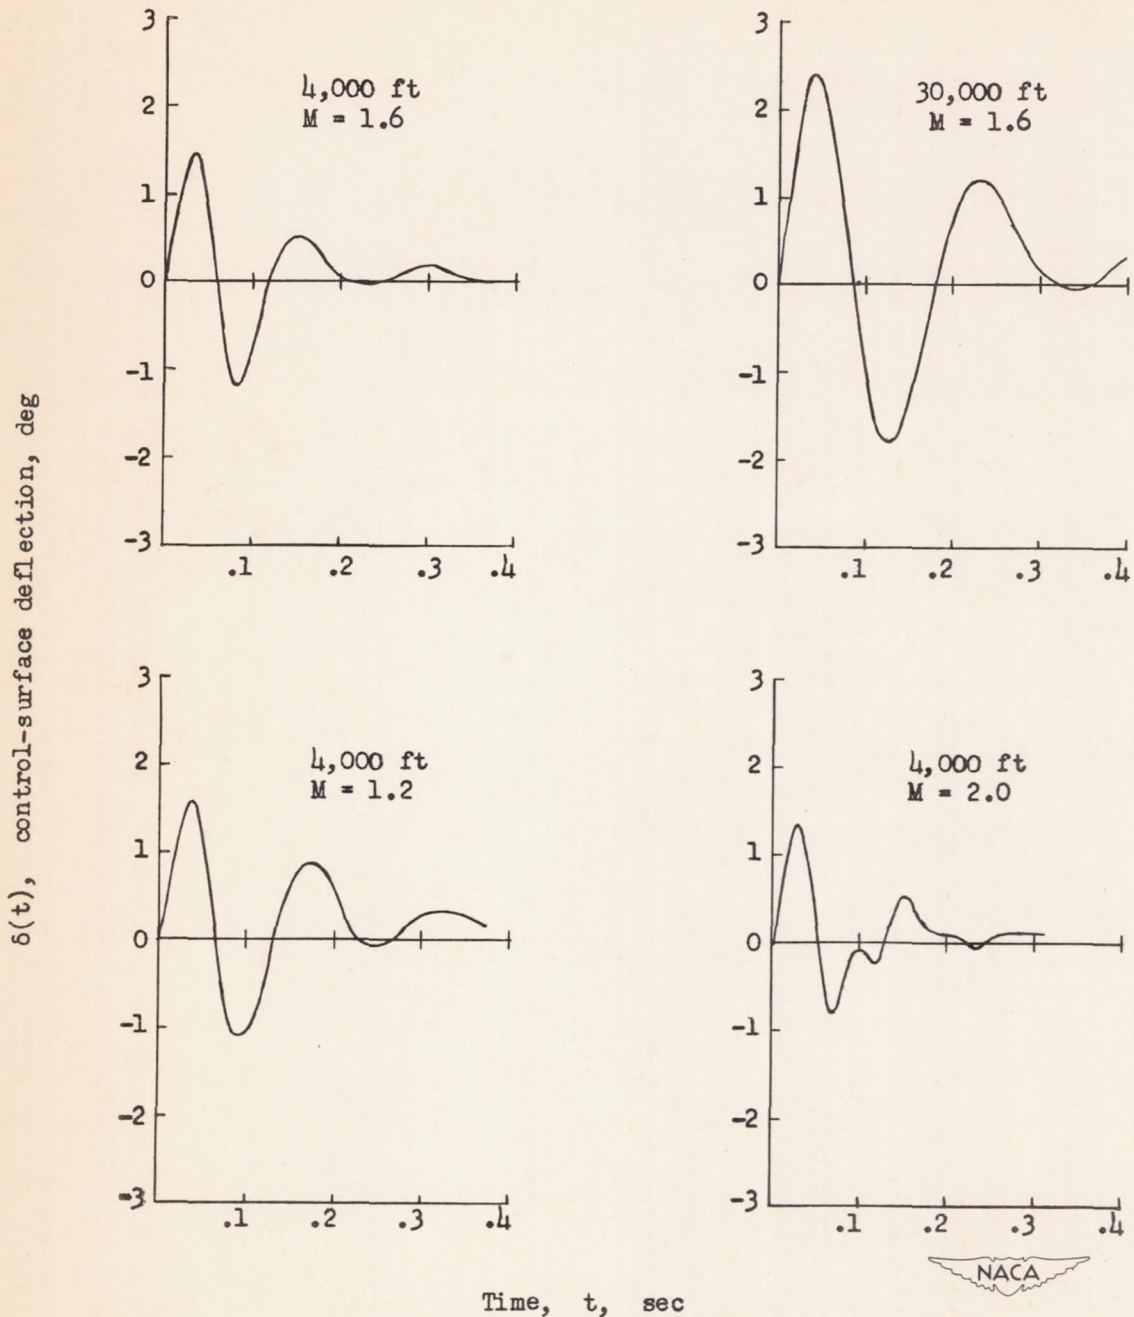 3
2
1
0
-1
-2
-3
4,000 ft
M = 1.6
.1 .2 .3 .4
3
2
1
0
-1
-2
-3
30,000 ft
M = 1.6
.1 .2 .3 .4
δ(t), control-surface deflection, deg
3
2
1
0
-1
-2
-3
4,000 ft
M = 1.2
.1 .2 .3 .4
3
2
1
0
-1
-2
-3
4,000 ft
M = 2.0
.1 .2 .3 .4
NACA
Time, t, sec